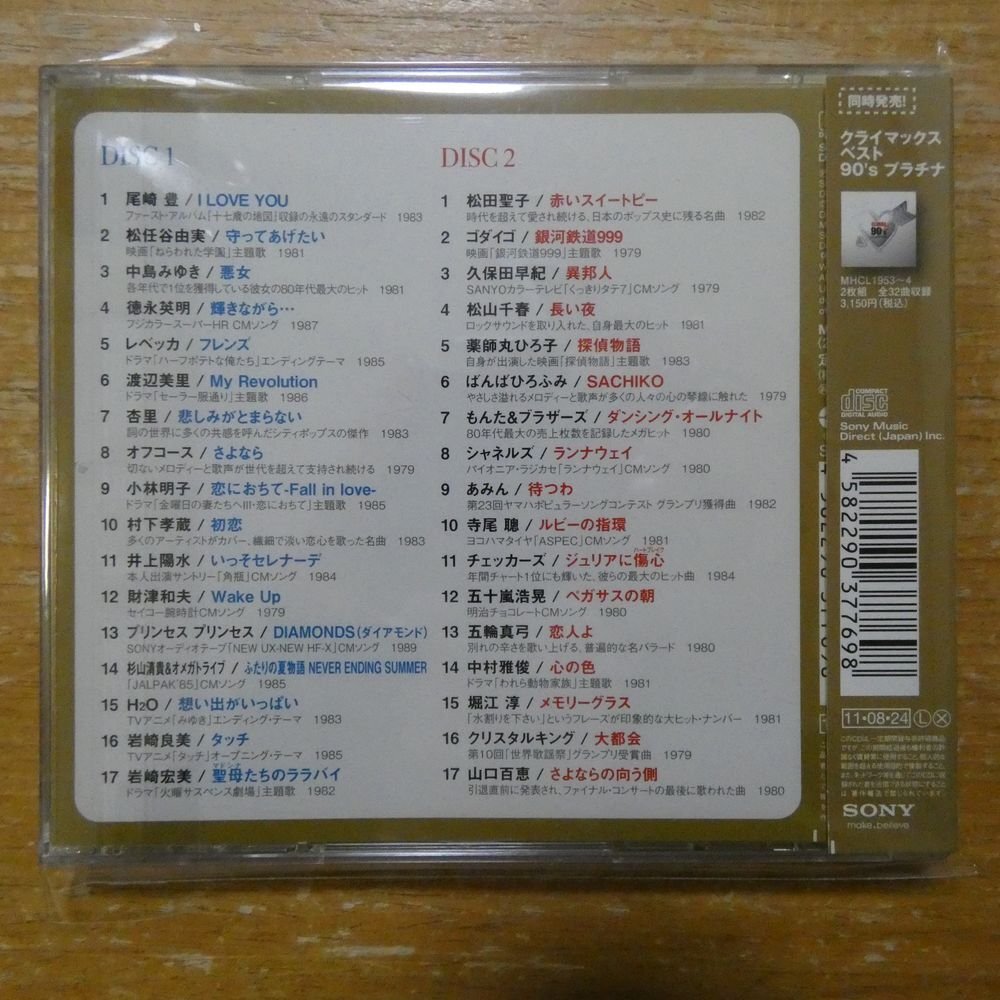 DISC 1
1 尾崎 豊 / I LOVE YOU
ファースト・アルバム「十七歳の地図」収録の永遠のスタンダード 1983
2 松任谷由実 / 守ってあげたい
映画「ねらわれた学園」主題歌 1981
3 中島みゆき / 悪女
各年代で1位を獲得している彼女の80年代最大のヒット 1981
4 德永英明 / 輝きながら…
フジカラースーパーHR CMソング 1987
5 レベッカ / フレンズ
ドラマ「ハーフポテトな俺たち」エンディングテーマ 1985
6 渡辺美里 / My Revolution
ドラマ「セーラー服通り」主題歌 1986
7 杏里 / 悲しみがとまらない
詞の世界に多くの共感を呼んだシティポップスの傑作 1983
8 オフコース / さよなら
切ないメロディーと歌声が世代を超えて支持され続ける 1979
9 小林明子 / 恋におちて-Fall in love-
ドラマ「金曜日の妻たちへIII・恋におちて」主題歌 1985
10 村下孝蔵 / 初恋
多くのアーティストがカバー、繊細で淡い恋心を歌った名曲 1983
11 井上陽水 / いっそセレナーデ
本人出演サントリー「角瓶」CMソング 1984
12 財津和夫 / Wake Up
セイコー腕時計CMソング 1979
13 プリンセス プリンセス / DIAMONDS(ダイアモンド)
SONYオーディオテープ「NEW UX-NEW HF-X」CMソング 1989
14 杉山清貴&オメガトライブ / ふたりの夏物語 NEVER ENDING SUMMER
「JALPAK'85」CMソング 1985
15 H2O / 想い出がいっぱい
TVアニメ「みゆき」エンディング・テーマ 1983
16 岩崎良美 / タッチ
TVアニメ「タッチ」オープニング・テーマ 1985
マドンナ
17 岩崎宏美 / 聖母たちのララバイ
ドラマ「火曜サスペンス劇場」主題歌 1982
DISC 2
1 松田聖子 / 赤いスイートピー
時代を超えて愛され続ける、日本のポップス史に残る名曲 1982
2 ゴダイゴ / 銀河鉄道999
映画「銀河鉄道999」主題歌 1979
3 久保田早紀 / 異邦人
SANYOカラーテレビ「くっきりタテ7」CMソング 1979
4 松山千春 / 長い夜
ロックサウンドを取り入れた、自身最大のヒット 1981
5 薬師丸ひろ子 / 探偵物語
自身が出演した映画「探偵物語」主題歌 1983
6 ばんばひろふみ / SACHIKO
やさしさ溢れるメロディーと歌声が多くの人々の心の琴線に触れた 1979
7 もんた&ブラザーズ / ダンシング・オールナイト
80年代最大の売上枚数を記録したメガヒット 1980
8 シャネルズ / ランナウェイ
パイオニア・ラジカセ「ランナウェイ」CMソング 1980
9 あみん / 待つわ
第23回ヤマハポピュラーソングコンテスト グランプリ獲得曲 1982
10 寺尾 聰 / ルビーの指環
ヨコハマタイヤ「ASPEC」CMソング 1981
ハートブレイク
11 チェッカーズ / ジュリアに傷心
年間チャート1位にも輝いた、彼らの最大のヒット曲 1984
12 五十嵐浩晃 / ペガサスの朝
明治チョコレートCMソング 1980
13 五輪真弓 / 恋人よ
別れの辛さを歌い上げる、普遍的な名バラード 1980
14 中村雅俊 / 心の色
ドラマ「われら動物家族」主題歌 1981
15 堀江 淳 / メモリーグラス
「水割りを下さい」というフレーズが印象的な大ヒット・ナンバー 1981
16 クリスタルキング / 大都会
第10回「世界歌謡祭」グランプリ受賞曲 1979
17 山口百恵 / さよならの向う側
引退直前に発表され、ファイナル・コンサートの最後に歌われた曲 1980
同時発売!
クライマックス
ベスト
90's プラチナ
MHCL1953〜4
2枚組 全32曲収録
3,150円(税込)
COMPACT
disc
DIGITAL AUDIO
Sony Music
Direct (Japan) Inc.
4 582290 377698
11・08・24 L X
SONY
make.believe